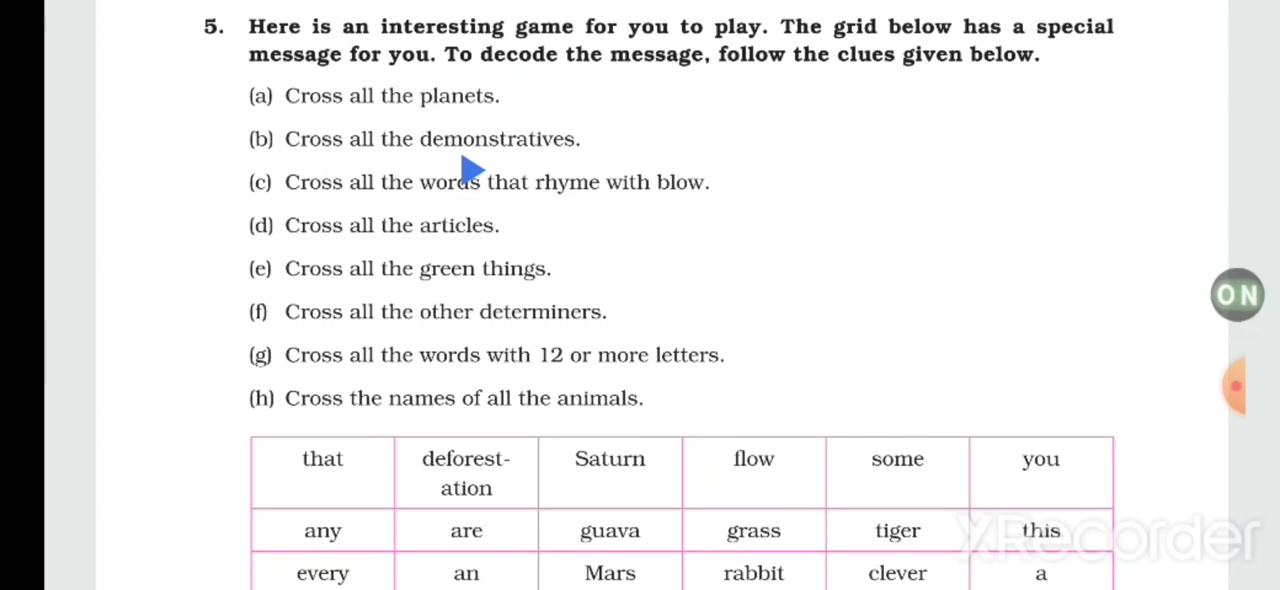 5. Here is an interesting game for you to play. The grid below has a special
message for you. To decode the message, follow the clues given below.
(a) Cross all the planets.
(b) Cross all the demonstratives.
(c) Cross all the words that rhyme with blow.
(d) Cross all the articles.
(e) Cross all the green things.
ON
(f) Cross all the other determiners.
(g) Cross all the words with 12 or more letters.
(h) Cross the names of all the animals.
that deforest- Saturn flow some you
ation
any are guava grass tiger this
XRecorder
every an Mars rabbit clever a